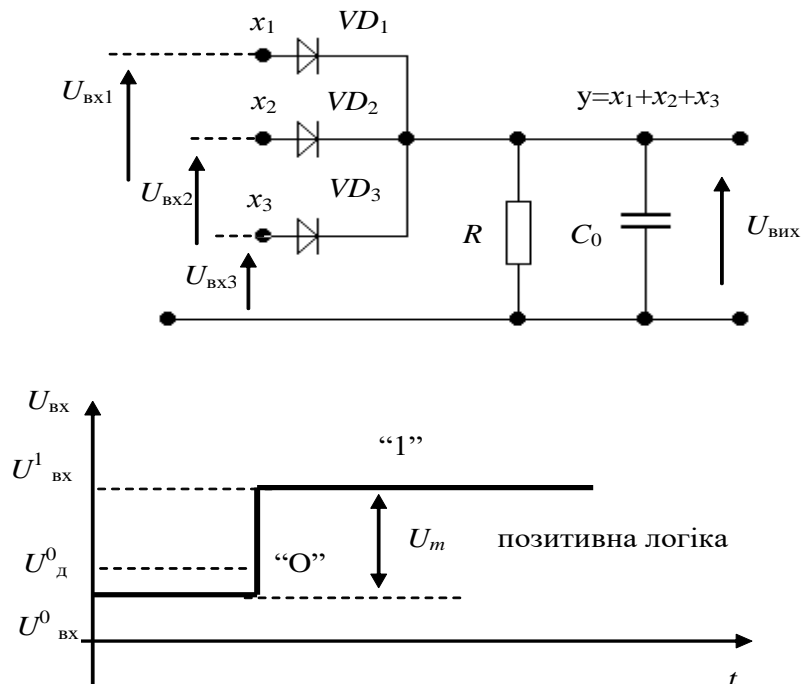 x1 VD1
Uвх1
x2 VD2 y=x1+x2+x3
Uвх2
x3 VD3
R C0 Uвих
Uвх3
Uвх
“1”
U1 вх
Um позитивна логіка
U0 д “О”
U0 вх
t